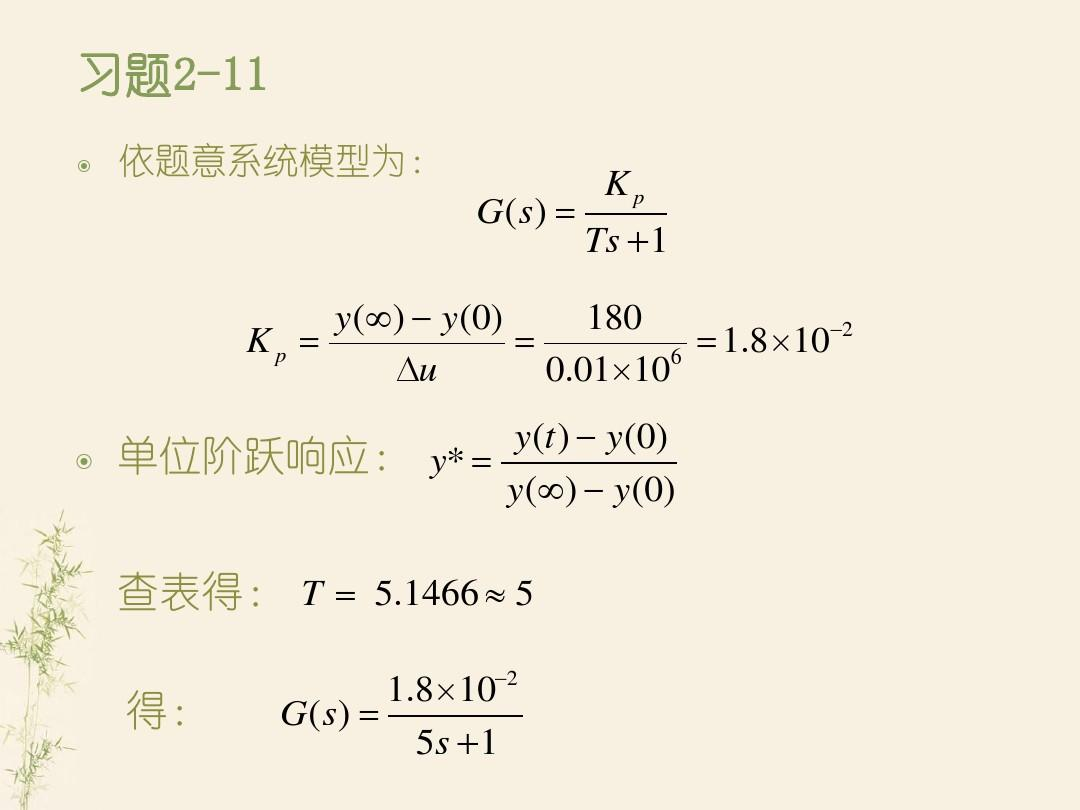 习题2-11
依题意系统模型为：
G(s) = K_p / (Ts + 1)
K_p = (y(∞) − y(0)) / Δu = 180 / (0.01×10^6) = 1.8×10^−2
单位阶跃响应： y* = (y(t) − y(0)) / (y(∞) − y(0))
查表得： T = 5.1466 ≈ 5
得： G(s) = 1.8×10^−2 / (5s + 1)